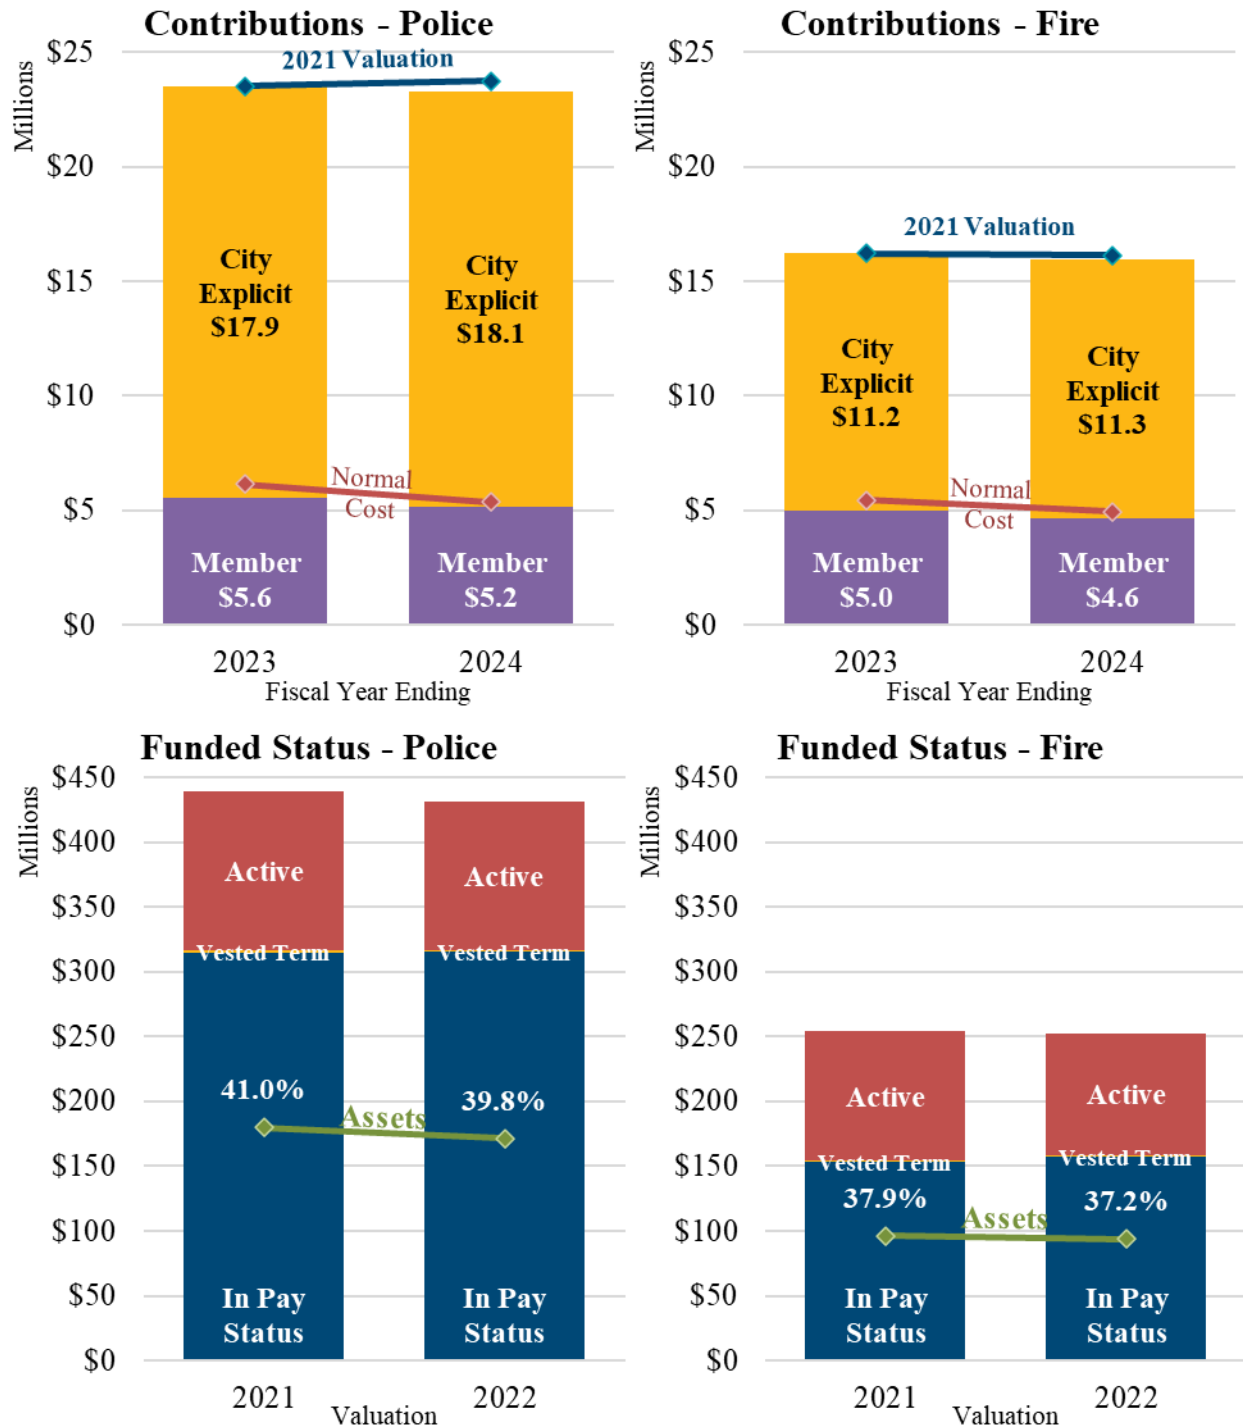 Contributions - Police
Millions
$25
$20
$15
$10
$5
$0
2021 Valuation
City
Explicit
$17.9
City
Explicit
$18.1
Normal
Cost
Member
$5.6
Member
$5.2
2023
2024
Fiscal Year Ending
Contributions - Fire
Millions
$25
$20
$15
$10
$5
$0
2021 Valuation
City
Explicit
$11.2
City
Explicit
$11.3
Normal
Cost
Member
$5.0
Member
$4.6
2023
2024
Fiscal Year Ending
Funded Status - Police
Millions
$450
$400
$350
$300
$250
$200
$150
$100
$50
$0
Active
Active
Vested Term
Vested Term
41.0%
39.8%
Assets
In Pay
Status
In Pay
Status
2021
2022
Valuation
Funded Status - Fire
Millions
$450
$400
$350
$300
$250
$200
$150
$100
$50
$0
Active
Active
Vested Term
Vested Term
37.9%
37.2%
Assets
In Pay
Status
In Pay
Status
2021
2022
Valuation